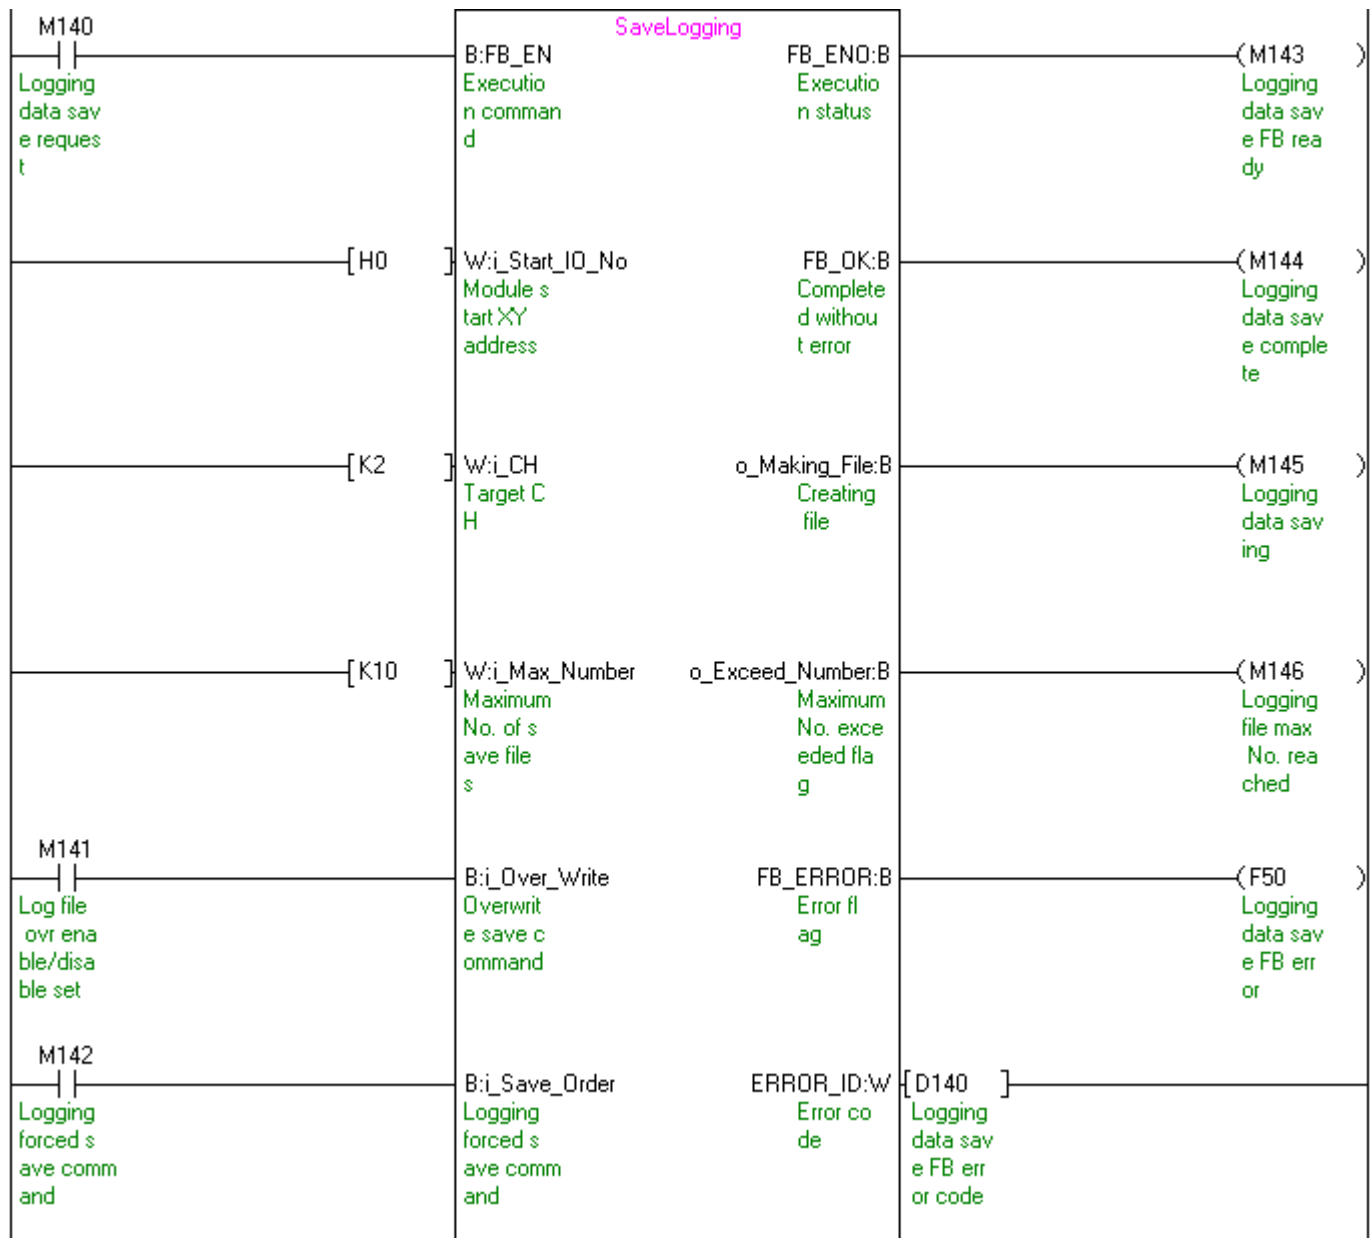 M140
SaveLogging
B:FB_EN
FB_ENO:B
(M143 )
Logging
data sav
e reques
t
Executio
n comman
d
Executio
n status
Logging
data sav
e FB rea
dy
[H0 ]
W:i_Start_IO_No
FB_OK:B
(M144 )
Module s
tart XY
address
Complete
d withou
t error
Logging
data sav
e comple
te
[K2 ]
W:i_CH
o_Making_File:B
(M145 )
Target C
H
Creating
file
Logging
data sav
ing
[K10 ]
W:i_Max_Number
o_Exceed_Number:B
(M146 )
Maximum
No. of s
ave file
s
Maximum
No. exce
eded fla
g
Logging
file max
No. rea
ched
M141
B:i_Over_Write
FB_ERROR:B
(F50 )
Log file
ovr ena
ble/disa
ble set
Overwrit
e save c
ommand
Error fl
ag
Logging
data sav
e FB err
or
M142
B:i_Save_Order
ERROR_ID:W
[D140 ]
Logging
forced s
ave comm
and
Logging
forced s
ave comm
and
Error co
de
Logging
data sav
e FB err
or code